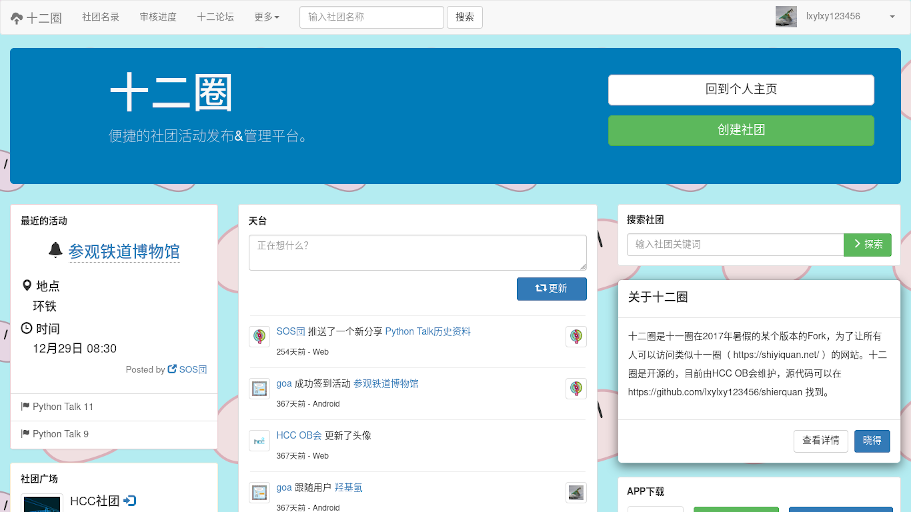 十二圈 社团名录 审核进度 十二论坛 更多 输入社团名称 搜索 lxylxy123456
十二圈
便捷的社团活动发布&管理平台。
回到个人主页
创建社团
最近的活动
参观铁道博物馆
地点
环铁
时间
12月29日 08:30
Posted by SOS団
Python Talk 11
Python Talk 9
社团广场
HCC社团
天台
正在想什么?
更新
SOS団 推送了一个新分享 Python Talk历史资料
254天前 - Web
goa 成功签到活动 参观铁道博物馆
367天前 - Android
HCC OB会 更新了头像
367天前 - Web
goa 跟随用户 羟基氢
367天前 - Android
搜索社团
输入社团关键词 探索
关于十二圈
十二圈是十一圈在2017年暑假的某个版本的Fork，为了让所有
人可以访问类似十一圈（ https://shiyiquan.net/ ）的网站。十二
圈是开源的，目前由HCC OB会维护，源代码可以在
https://github.com/lxylxy123456/shierquan 找到。
查看详情 晓得
APP下载